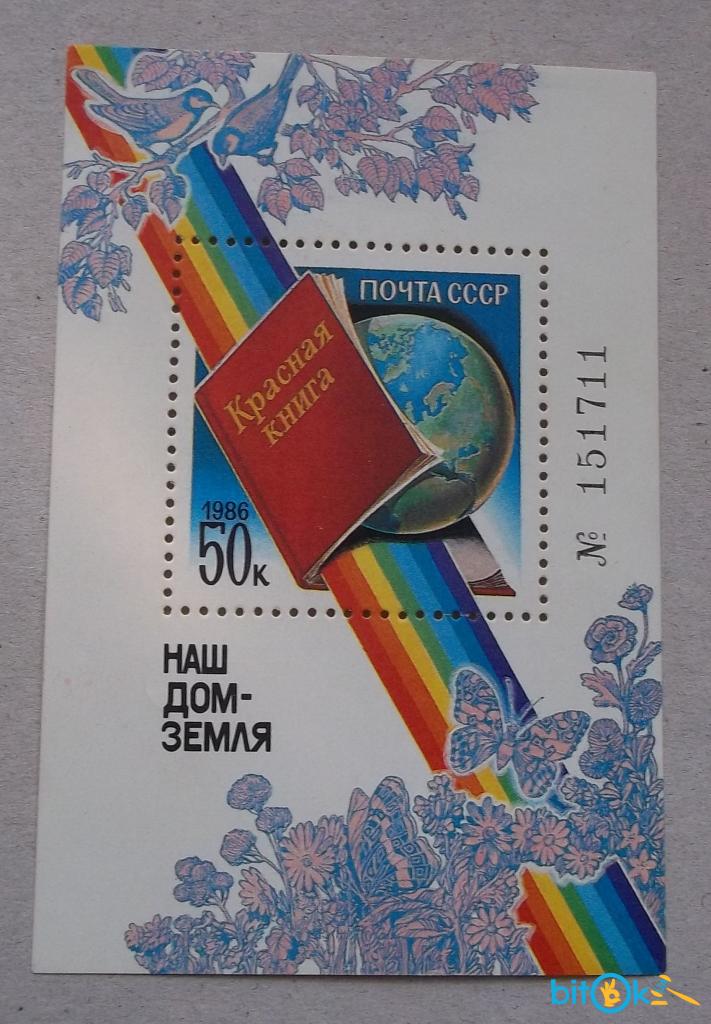 ПОЧТА СССР
Красная
книга
1986
50к
№ 151711
НАШ
ДОМ-
ЗЕМЛЯ
bitok